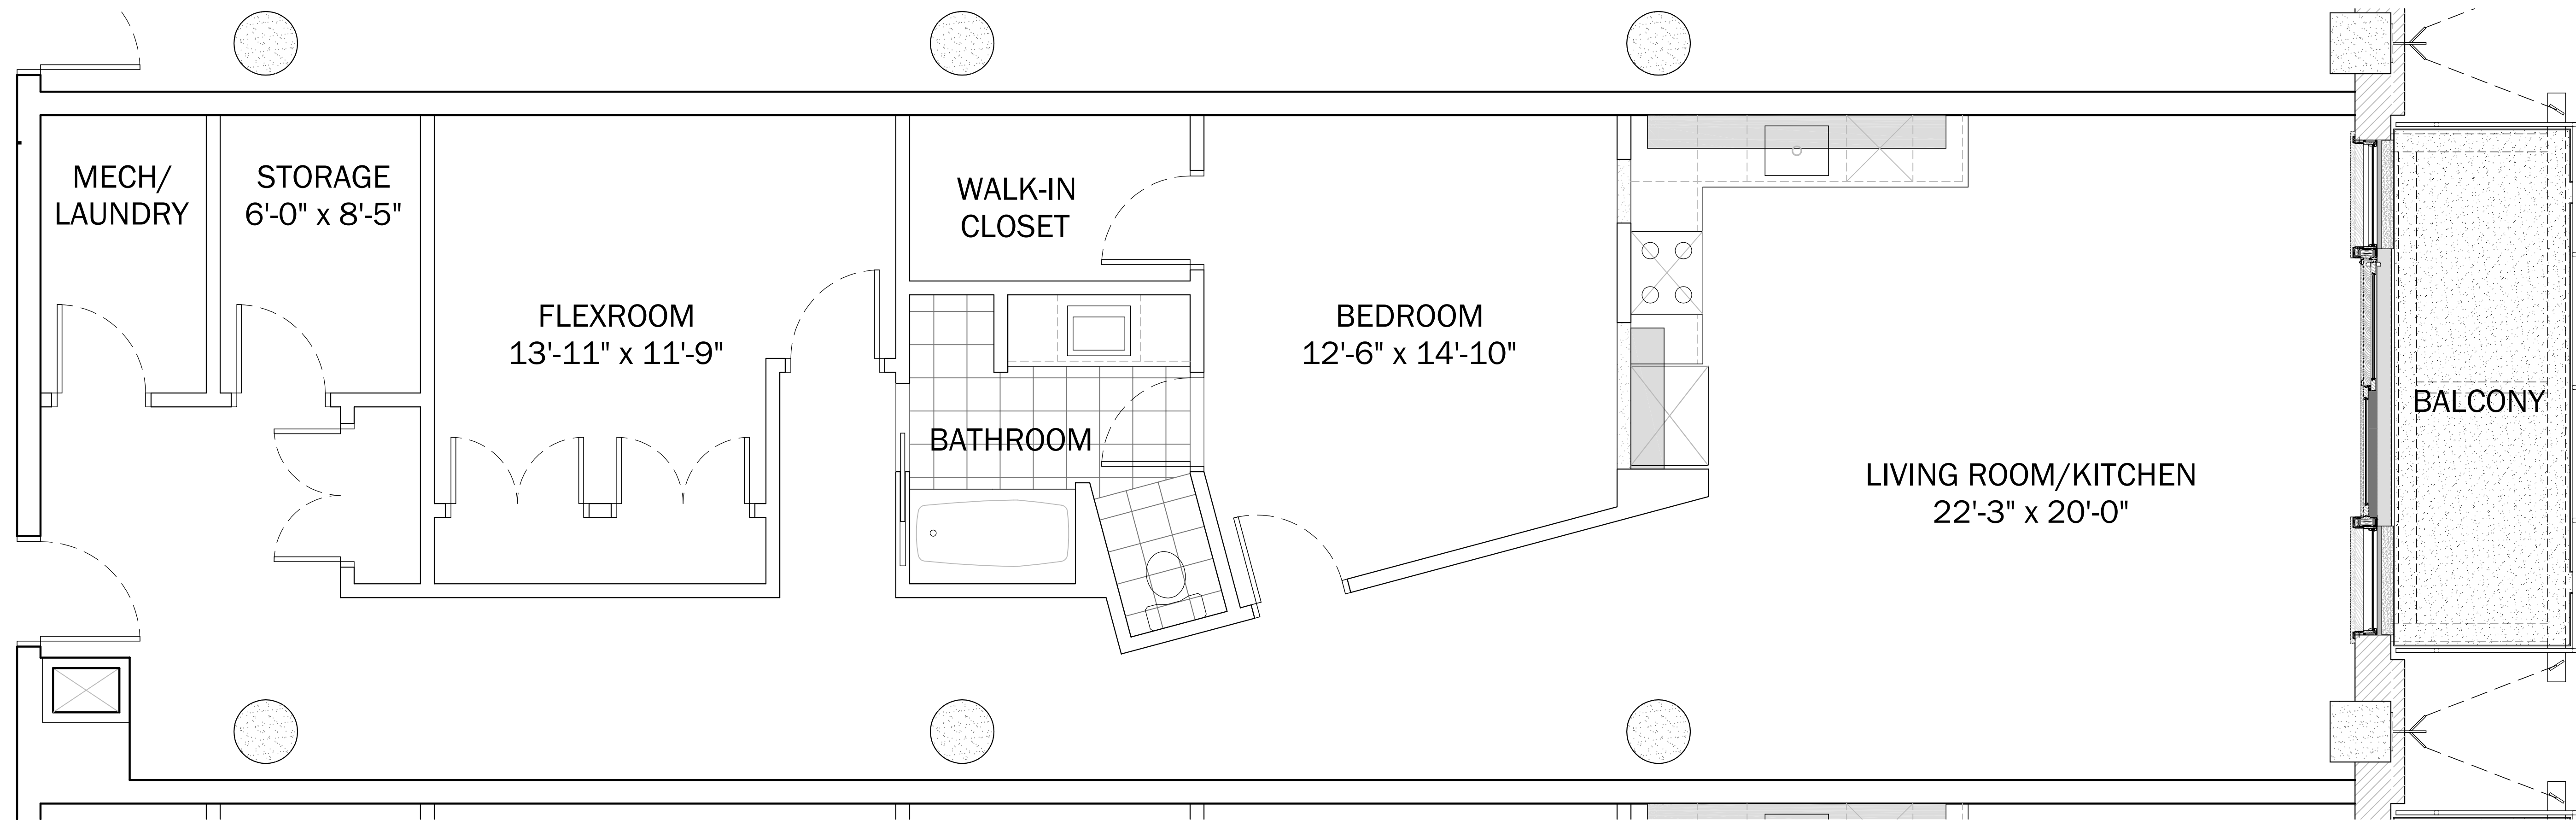 MECH/
LAUNDRY
STORAGE
6'-0" x 8'-5"
FLEXROOM
13'-11" x 11'-9"
WALK-IN
CLOSET
BATHROOM
BEDROOM
12'-6" x 14'-10"
LIVING ROOM/KITCHEN
22'-3" x 20'-0"
BALCONY